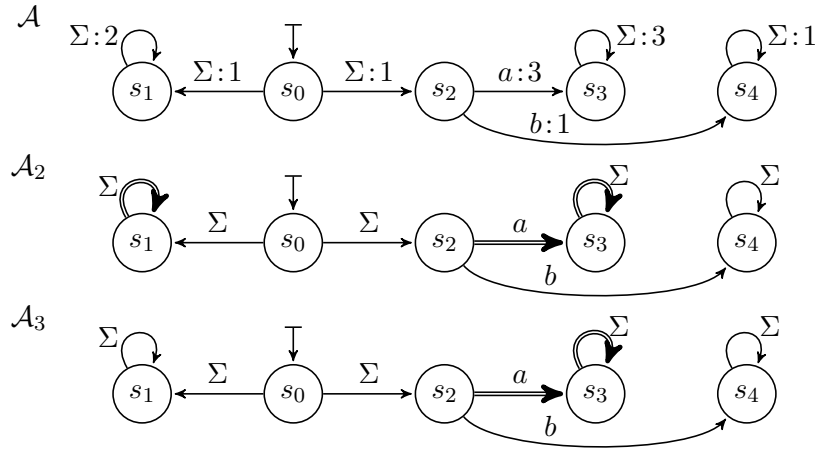 𝒜
Σ:2 Σ:3 Σ:1
Σ:1 Σ:1 a:3
s₁ s₀ s₂ s₃ s₄
b:1
𝒜₂
Σ Σ Σ
Σ Σ a
s₁ s₀ s₂ s₃ s₄
b
𝒜₃
Σ Σ Σ
Σ Σ a
s₁ s₀ s₂ s₃ s₄
b